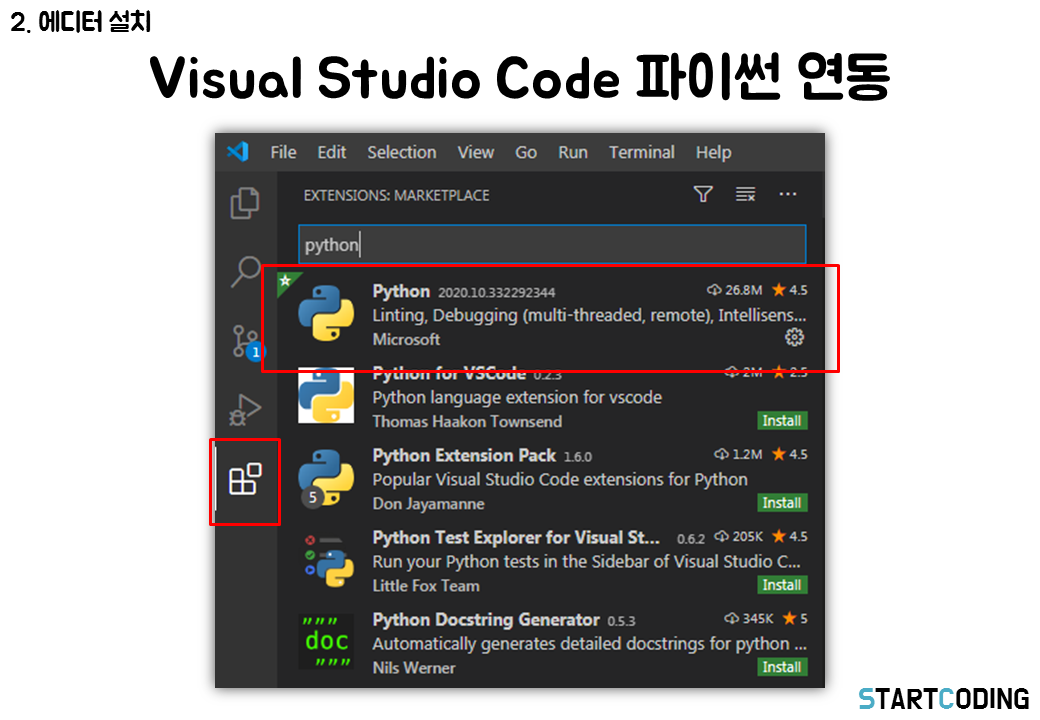 2. 에디터 설치
Visual Studio Code 파이썬 연동
File Edit Selection View Go Run Terminal Help
EXTENSIONS: MARKETPLACE
python
Python 2020.10.332292344 26.8M 4.5
Linting, Debugging (multi-threaded, remote), Intellisens...
Microsoft
Python for VSCode 0.2.3 2M 2.5
Python language extension for vscode
Thomas Haakon Townsend Install
1
Python Extension Pack 1.6.0 1.2M 4.5
Popular Visual Studio Code extensions for Python
5
Don Jayamanne Install
Python Test Explorer for Visual St... 0.6.2 205K 4.5
Run your Python tests in the Sidebar of Visual Studio C...
Little Fox Team Install
Python Docstring Generator 0.5.3 345K 5
"""
doc
"""
Automatically generates detailed docstrings for python ...
Nils Werner Install
STARTCODING